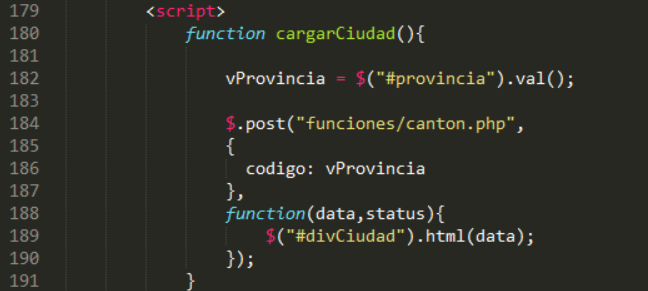 179 <script>
180 function cargarCiudad(){
181
182 vProvincia = $("#provincia").val();
183
184 $.post("funciones/canton.php",
185 {
186 codigo: vProvincia
187 },
188 function(data,status){
189 $("#divCiudad").html(data);
190 });
191 }